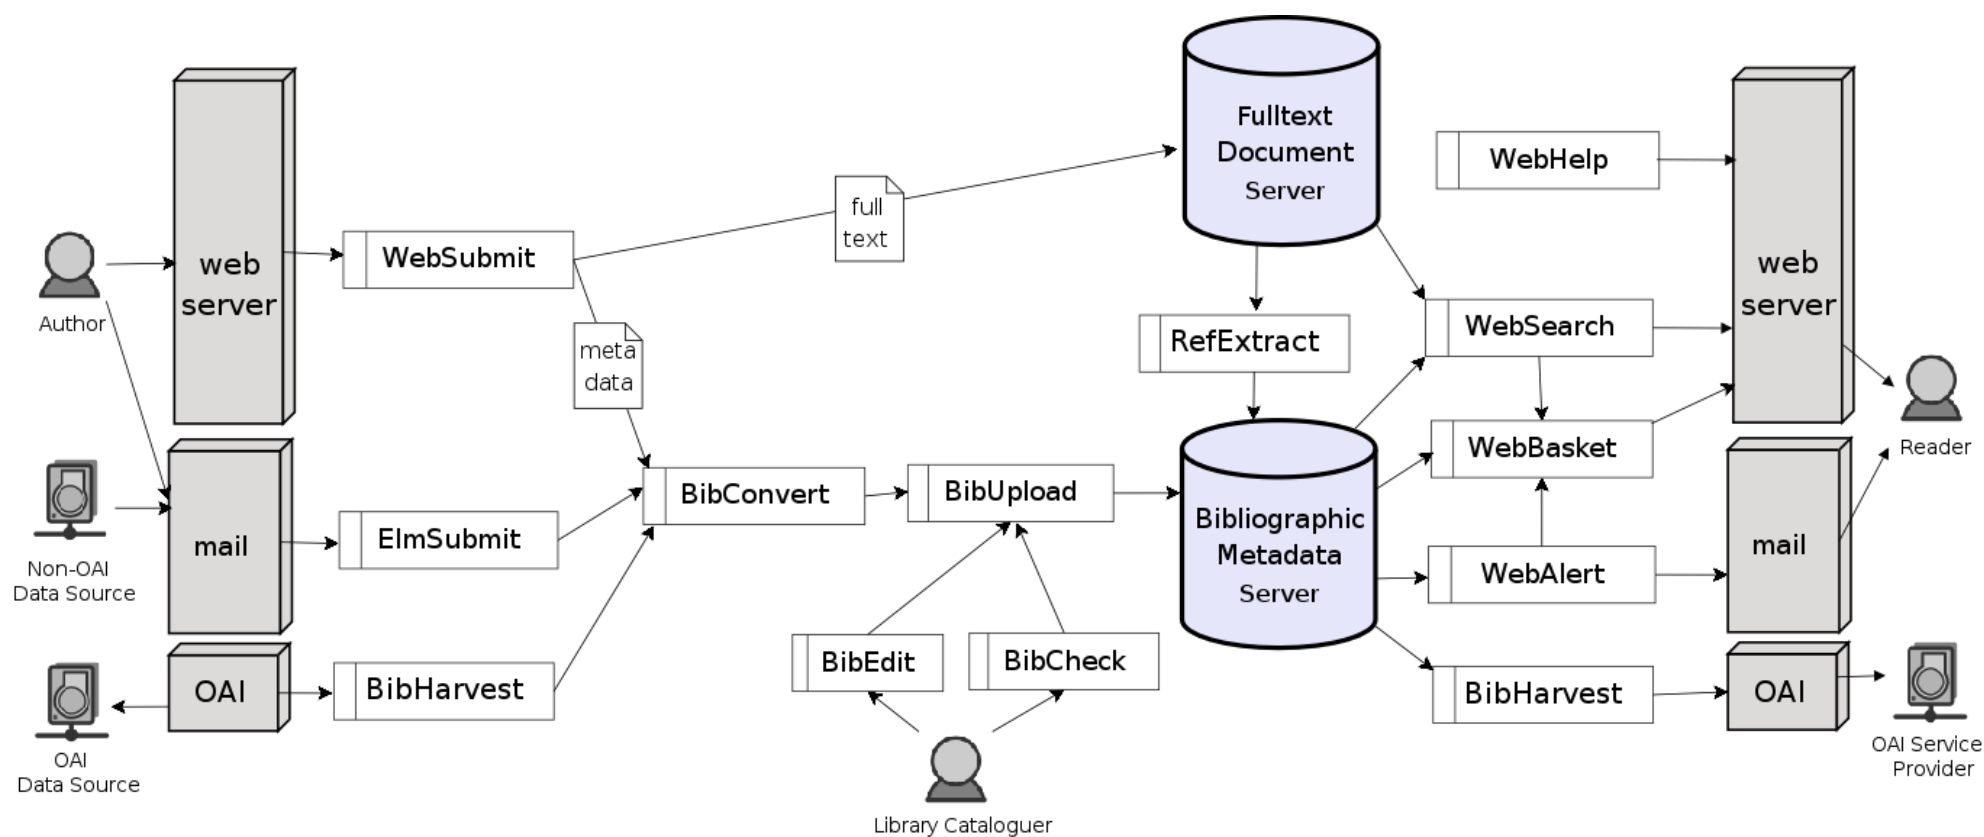 Fulltext
Document
Server
WebHelp
full
text
web
server
WebSubmit
Author
web
server
meta
data
RefExtract
WebSearch
Reader
WebBasket
BibConvert
BibUpload
Bibliographic
Metadata
Server
mail
ElmSubmit
WebAlert
mail
Non-OAI
Data Source
OAI
BibHarvest
BibEdit
BibCheck
BibHarvest
OAI
OAI
Data Source
OAI Service
Provider
Library Cataloguer